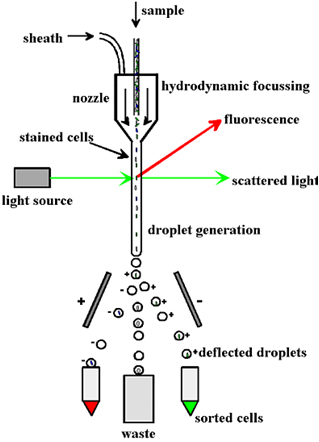 sample
sheath
hydrodynamic focussing
nozzle
fluorescence
stained cells
scattered light
light source
droplet generation
+ -
deflected droplets
sorted cells
waste